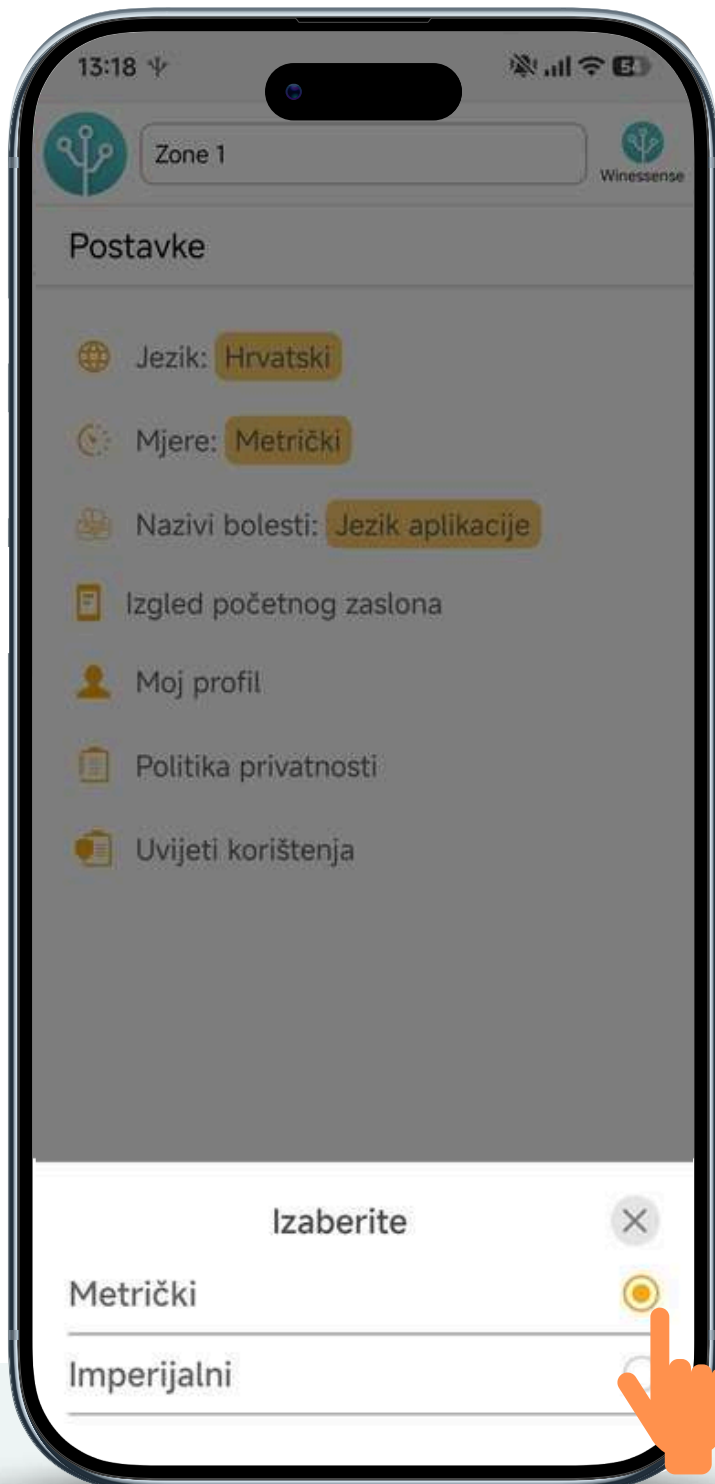 13:18
54
Zone 1
Winessense
Postavke
Jezik: Hrvatski
Mjere: Metrički
Nazivi bolesti: Jezik aplikacije
Izgled početnog zaslona
Moj profil
Politika privatnosti
Uvijeti korištenja
Izaberite
Metrički
Imperijalni